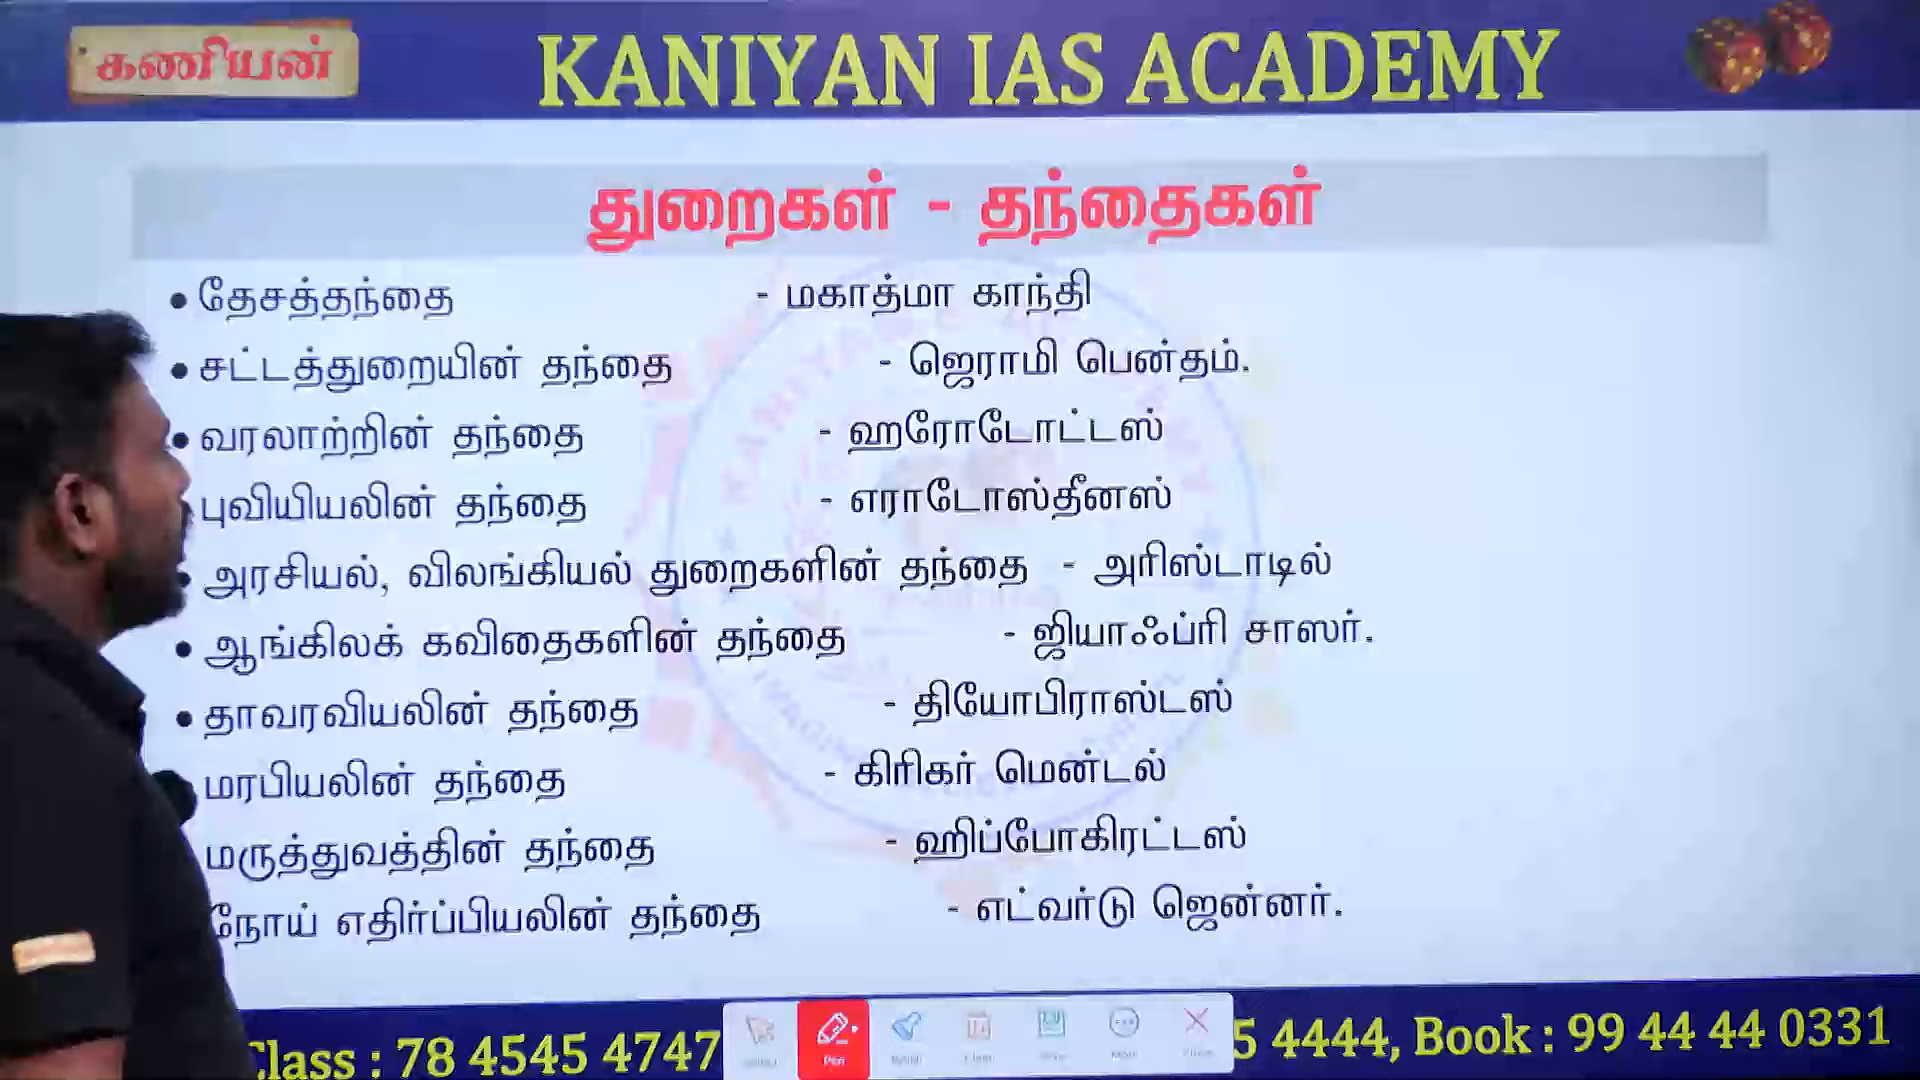 கணியன்
KANIYAN IAS ACADEMY
துறைகள் - தந்தைகள்
• தேசத்தந்தை - மகாத்மா காந்தி
• சட்டத்துறையின் தந்தை - ஜெராமி பென்தம்.
• வரலாற்றின் தந்தை - ஹரோடோட்டஸ்
புவியியலின் தந்தை - எராடோஸ்தீனஸ்
• அரசியல், விலங்கியல் துறைகளின் தந்தை - அரிஸ்டாடில்
• ஆங்கிலக் கவிதைகளின் தந்தை - ஜியாஃப்ரி சாஸர்.
• தாவரவியலின் தந்தை - தியோபிராஸ்டஸ்
மரபியலின் தந்தை - கிரிகர் மென்டல்
மருத்துவத்தின் தந்தை - ஹிப்போகிரட்டஸ்
நோய் எதிர்ப்பியலின் தந்தை - எட்வர்டு ஜென்னர்.
Class : 78 4545 4747 5 4444, Book : 99 44 44 0331
Pen